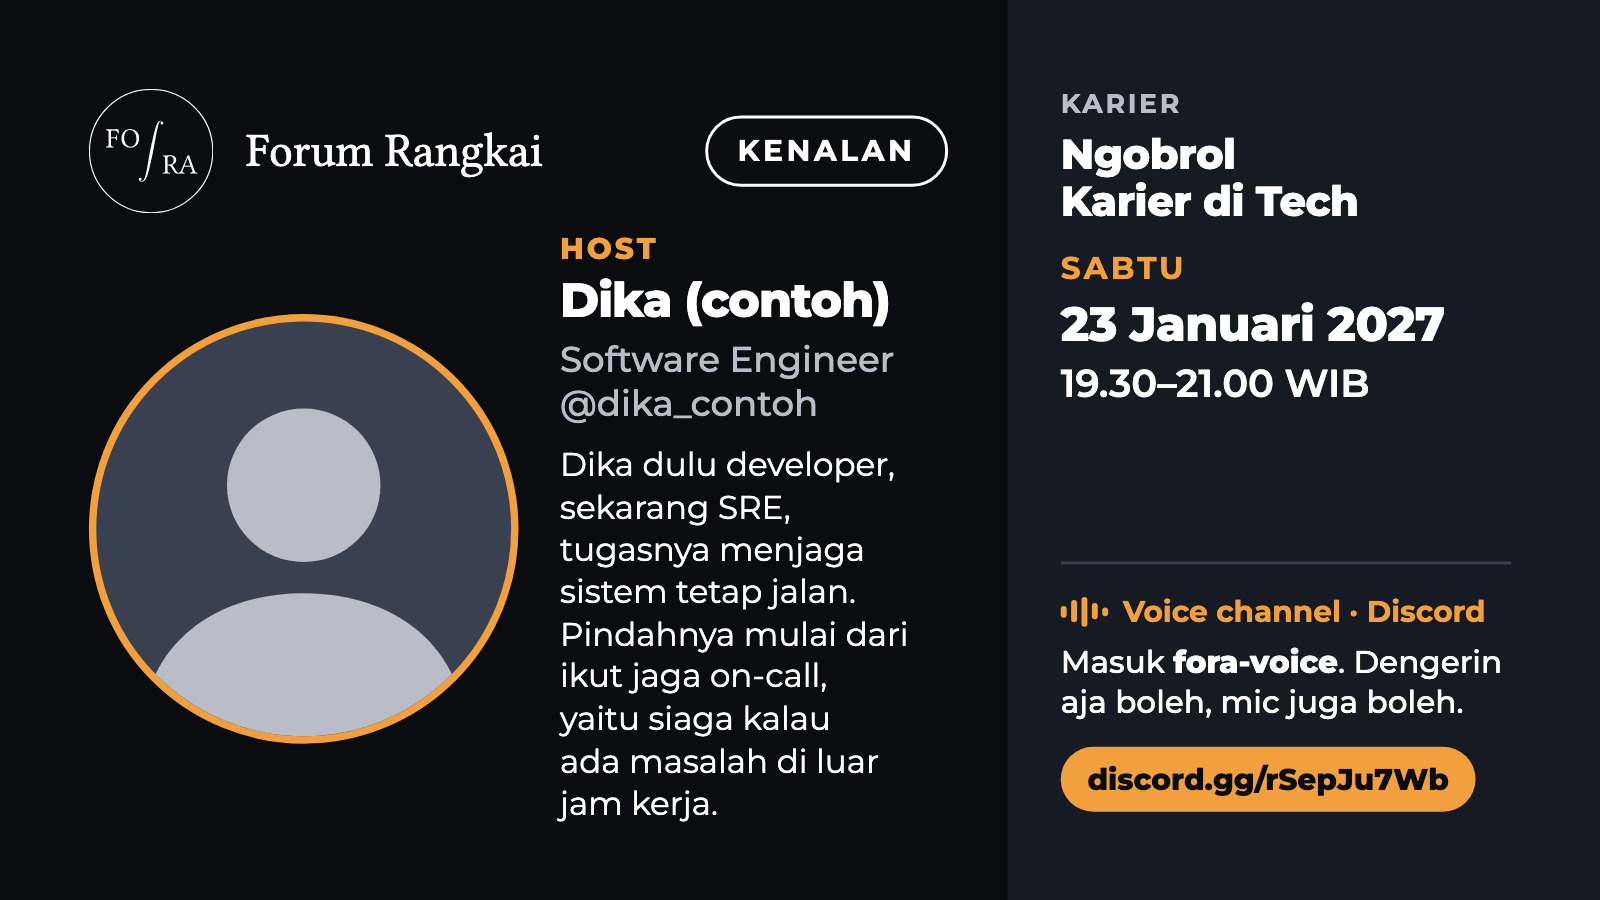 FO
RA
Forum Rangkai
KENALAN
HOST
Dika (contoh)
Software Engineer
@dika_contoh
Dika dulu developer,
sekarang SRE,
tugasnya menjaga
sistem tetap jalan.
Pindahnya mulai dari
ikut jaga on-call,
yaitu siaga kalau
ada masalah di luar
jam kerja.
KARIER
Ngobrol
Karier di Tech
SABTU
23 Januari 2027
19.30–21.00 WIB
Voice channel · Discord
Masuk fora-voice. Dengerin
aja boleh, mic juga boleh.
discord.gg/rSepJu7Wb